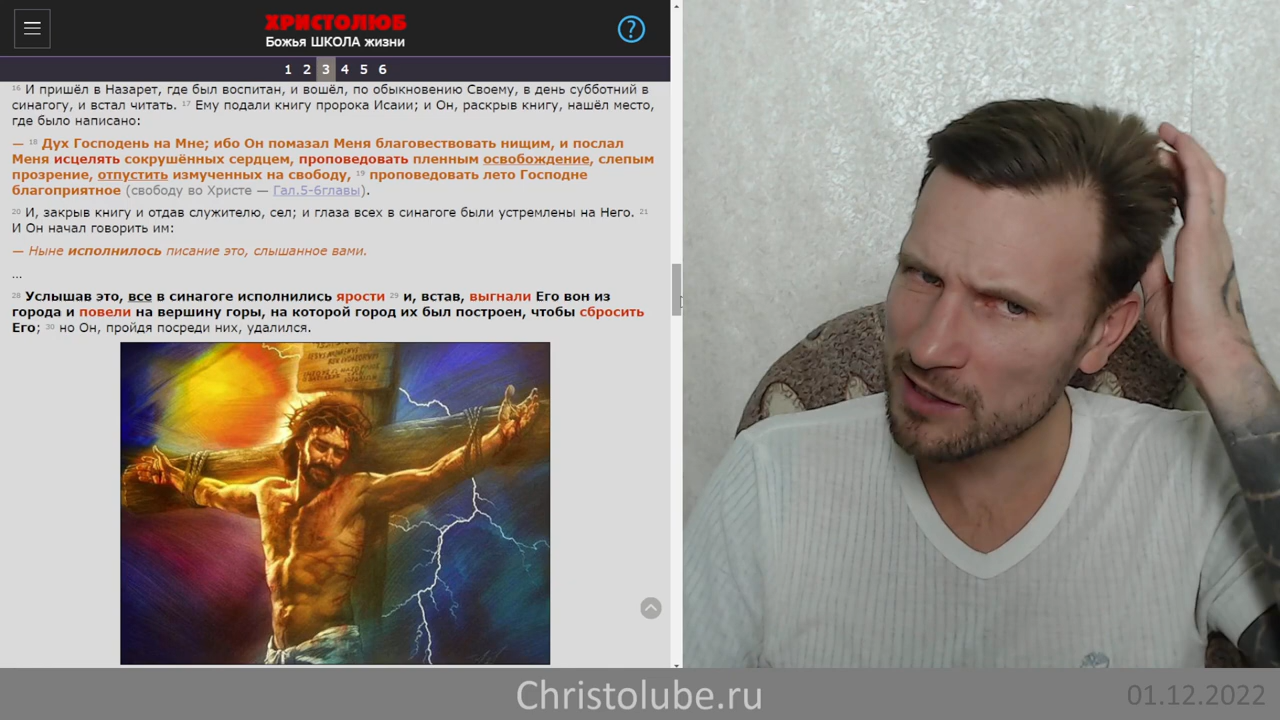 ХРИСТОЛЮБ
Божья ШКОЛА жизни
?
1 2 3 4 5 6
16 И пришёл в Назарет, где был воспитан, и вошёл, по обыкновению Своему, в день субботний в
синагогу, и встал читать. 17 Ему подали книгу пророка Исаии; и Он, раскрыв книгу, нашёл место,
где было написано:
— 18 Дух Господень на Мне; ибо Он помазал Меня благовествовать нищим, и послал
Меня исцелять сокрушённых сердцем, проповедовать пленным освобождение, слепым
прозрение, отпустить измученных на свободу, 19 проповедовать лето Господне
благоприятное (свободу во Христе — Гал.5-6главы).
20 И, закрыв книгу и отдав служителю, сел; и глаза всех в синагоге были устремлены на Него. 21
И Он начал говорить им:
— Ныне исполнилось писание это, слышанное вами.
...
28 Услышав это, все в синагоге исполнились ярости 29 и, встав, выгнали Его вон из
города и повели на вершину горы, на которой город их был построен, чтобы сбросить
Его; 30 но Он, пройдя посреди них, удалился.
Christolube.ru
01.12.2022